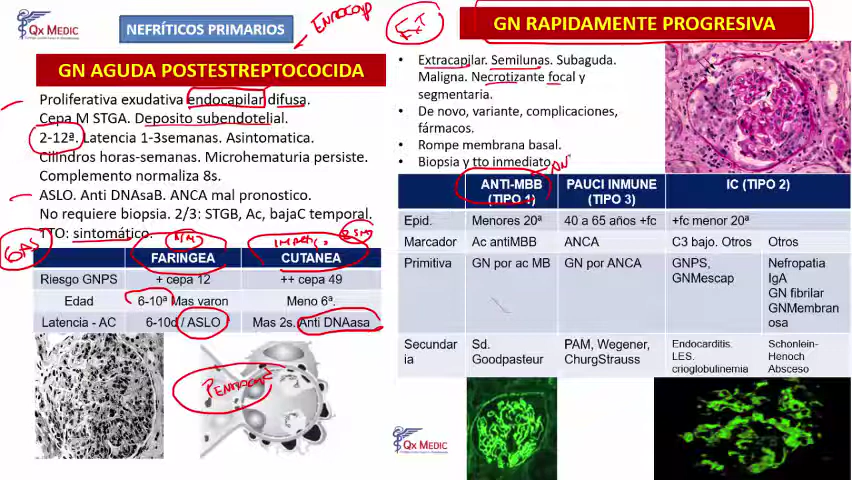 Qx MEDIC
NEFRÍTICOS PRIMARIOS
ENDOCAP
GN AGUDA POSTESTREPTOCOCIDA
Proliferativa exudativa endocapilar difusa.
Cepa M STGA. Deposito subendotelial.
2-12ª. Latencia 1-3semanas. Asintomatica.
Cilindros horas-semanas. Microhematuria persiste.
Complemento normaliza 8s.
ASLO. Anti DNAsaB. ANCA mal pronostico.
No requiere biopsia. 2/3: STGB, Ac, bajaC temporal.
TTO: sintomático.
FARINGEA CUTANEA
Riesgo GNPS + cepa 12 ++ cepa 49
Edad 6-10ª Mas varon Meno 6ª.
Latencia - AC 6-10d / ASLO Mas 2s. Anti DNAasa
Qx MEDIC
GN RAPIDAMENTE PROGRESIVA
• Extracapilar. Semilunas. Subaguda.
Maligna. Necrotizante focal y
segmentaria.
• De novo, variante, complicaciones,
fármacos.
• Rompe membrana basal.
• Biopsia y tto inmediato
ANTI-MBB (TIPO 1) PAUCI INMUNE (TIPO 3) IC (TIPO 2)
Epid. Menores 20ª 40 a 65 años +fc +fc menor 20ª
Marcador Ac antiMBB ANCA C3 bajo. Otros Otros
Primitiva GN por ac MB GN por ANCA GNPS, GNMescap Nefropatia IgA GN fibrilar GNMembranosa
Secundaria Sd. Goodpasteur PAM, Wegener, ChurgStrauss Endocarditis. LES. crioglobulinemia Schonlein-Henoch Absceso
Qx MEDIC